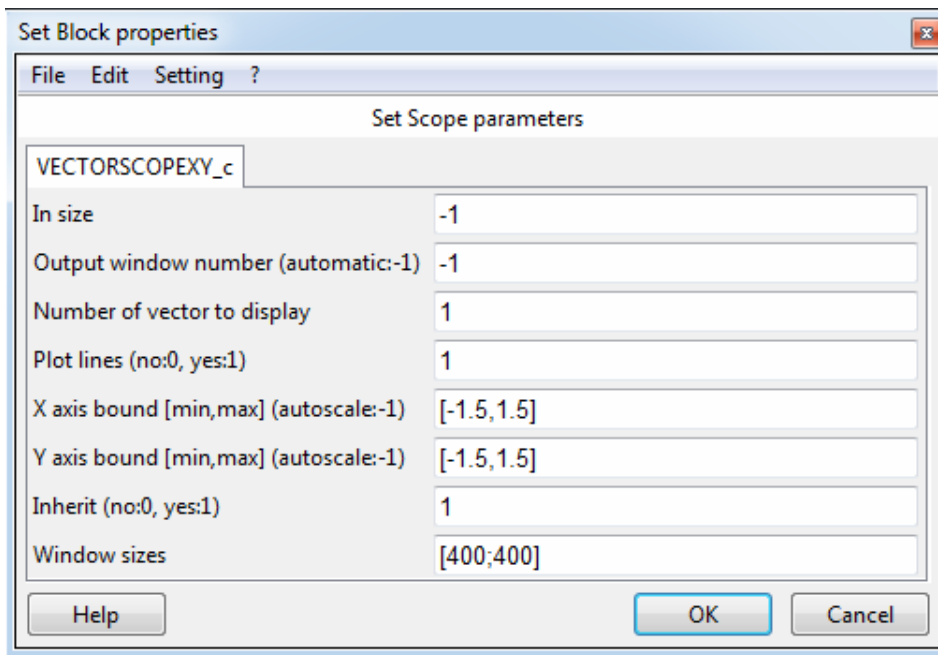 Set Block properties
File Edit Setting ?
Set Scope parameters
VECTORSCOPEXY_c
In size -1
Output window number (automatic:-1) -1
Number of vector to display 1
Plot lines (no:0, yes:1) 1
X axis bound [min,max] (autoscale:-1) [-1.5,1.5]
Y axis bound [min,max] (autoscale:-1) [-1.5,1.5]
Inherit (no:0, yes:1) 1
Window sizes [400;400]
Help OK Cancel